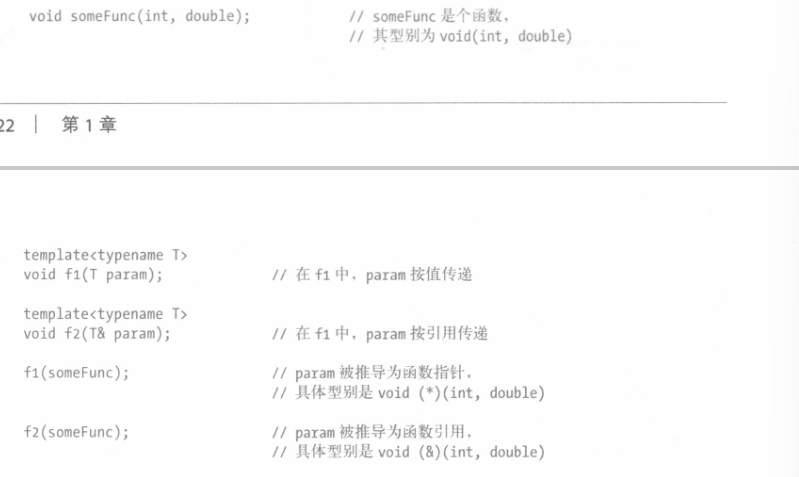 void someFunc(int, double); // someFunc 是个函数，
// 其型别为 void(int, double)
22 | 第 1 章
template<typename T>
void f1(T param); // 在 f1 中，param 按值传递
template<typename T>
void f2(T& param); // 在 f1 中，param 按引用传递
f1(someFunc); // param 被推导为函数指针，
// 具体型别是 void (*)(int, double)
f2(someFunc); // param 被推导为函数引用，
// 具体型别是 void (&)(int, double)